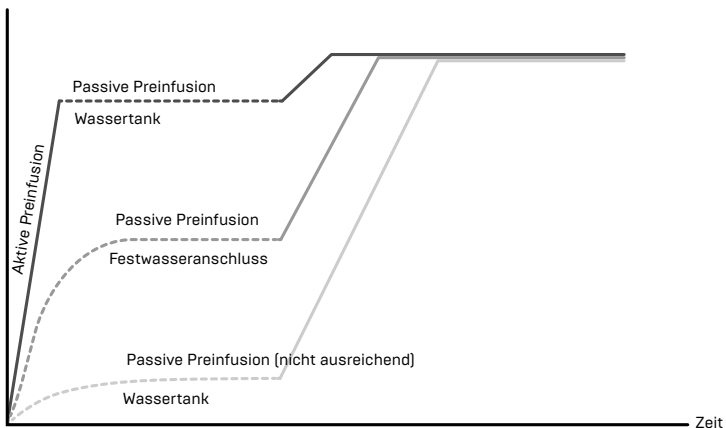 Passive Preinfusion
Wassertank
Aktive Preinfusion
Passive Preinfusion
Festwasseranschluss
Passive Preinfusion (nicht ausreichend)
Wassertank
Zeit